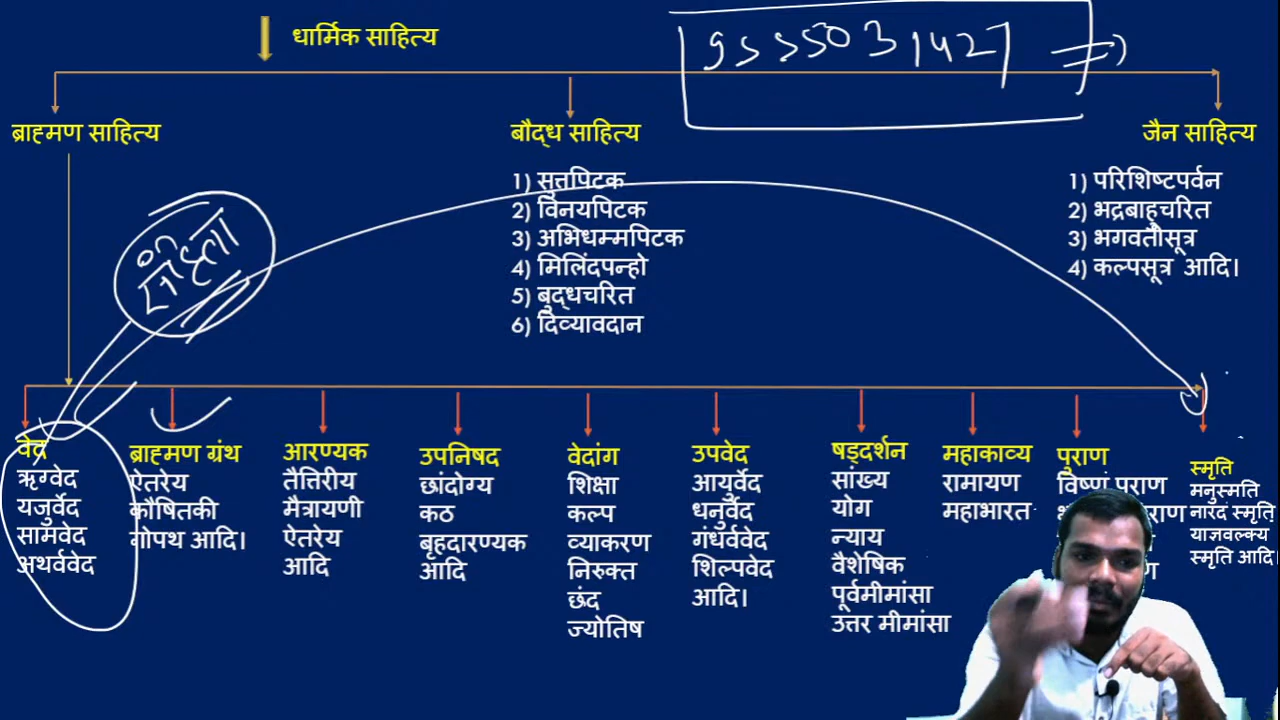 धार्मिक साहित्य
9555031427 =>
ब्राह्मण साहित्य
बौद्ध साहित्य
जैन साहित्य
1) सुत्तपिटक
2) विनयपिटक
3) अभिधम्मपिटक
4) मिलिंदपन्हो
5) बुद्धचरित
6) दिव्यावदान
1) परिशिष्टपर्वन
2) भद्रबाहुचरित
3) भगवतीसूत्र
4) कल्पसूत्र आदि।
संहिता
वेद
ऋग्वेद
यजुर्वेद
सामवेद
अथर्ववेद
ब्राह्मण ग्रंथ
ऐतरेय
कौषितकी
गोपथ आदि।
आरण्यक
तैत्तिरीय
मैत्रायणी
ऐतरेय
आदि
उपनिषद
छांदोग्य
कठ
बृहदारण्यक
आदि
वेदांग
शिक्षा
कल्प
व्याकरण
निरुक्त
छंद
ज्योतिष
उपवेद
आयुर्वेद
धनुर्वेद
गंधर्ववेद
शिल्पवेद
आदि।
षड्दर्शन
सांख्य
योग
न्याय
वैशेषिक
पूर्वमीमांसा
उत्तर मीमांसा
महाकाव्य
रामायण
महाभारत
पुराण
विष्णु पुराण
स्मृति
मनुस्मति
नारद स्मृति
याज्ञवल्क्य
स्मृति आदि